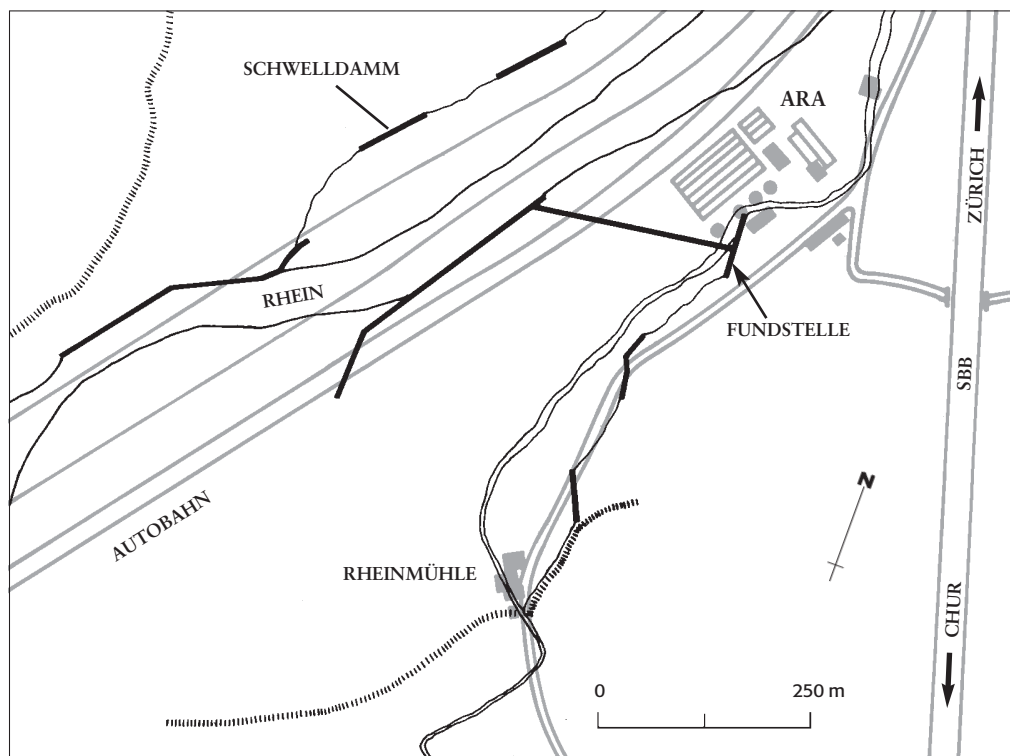 SCHWELLDAMM
ARA
ZÜRICH
RHEIN
FUNDSTELLE
SBB
N
AUTOBAHN
RHEINMÜHLE
CHUR
0 250 m